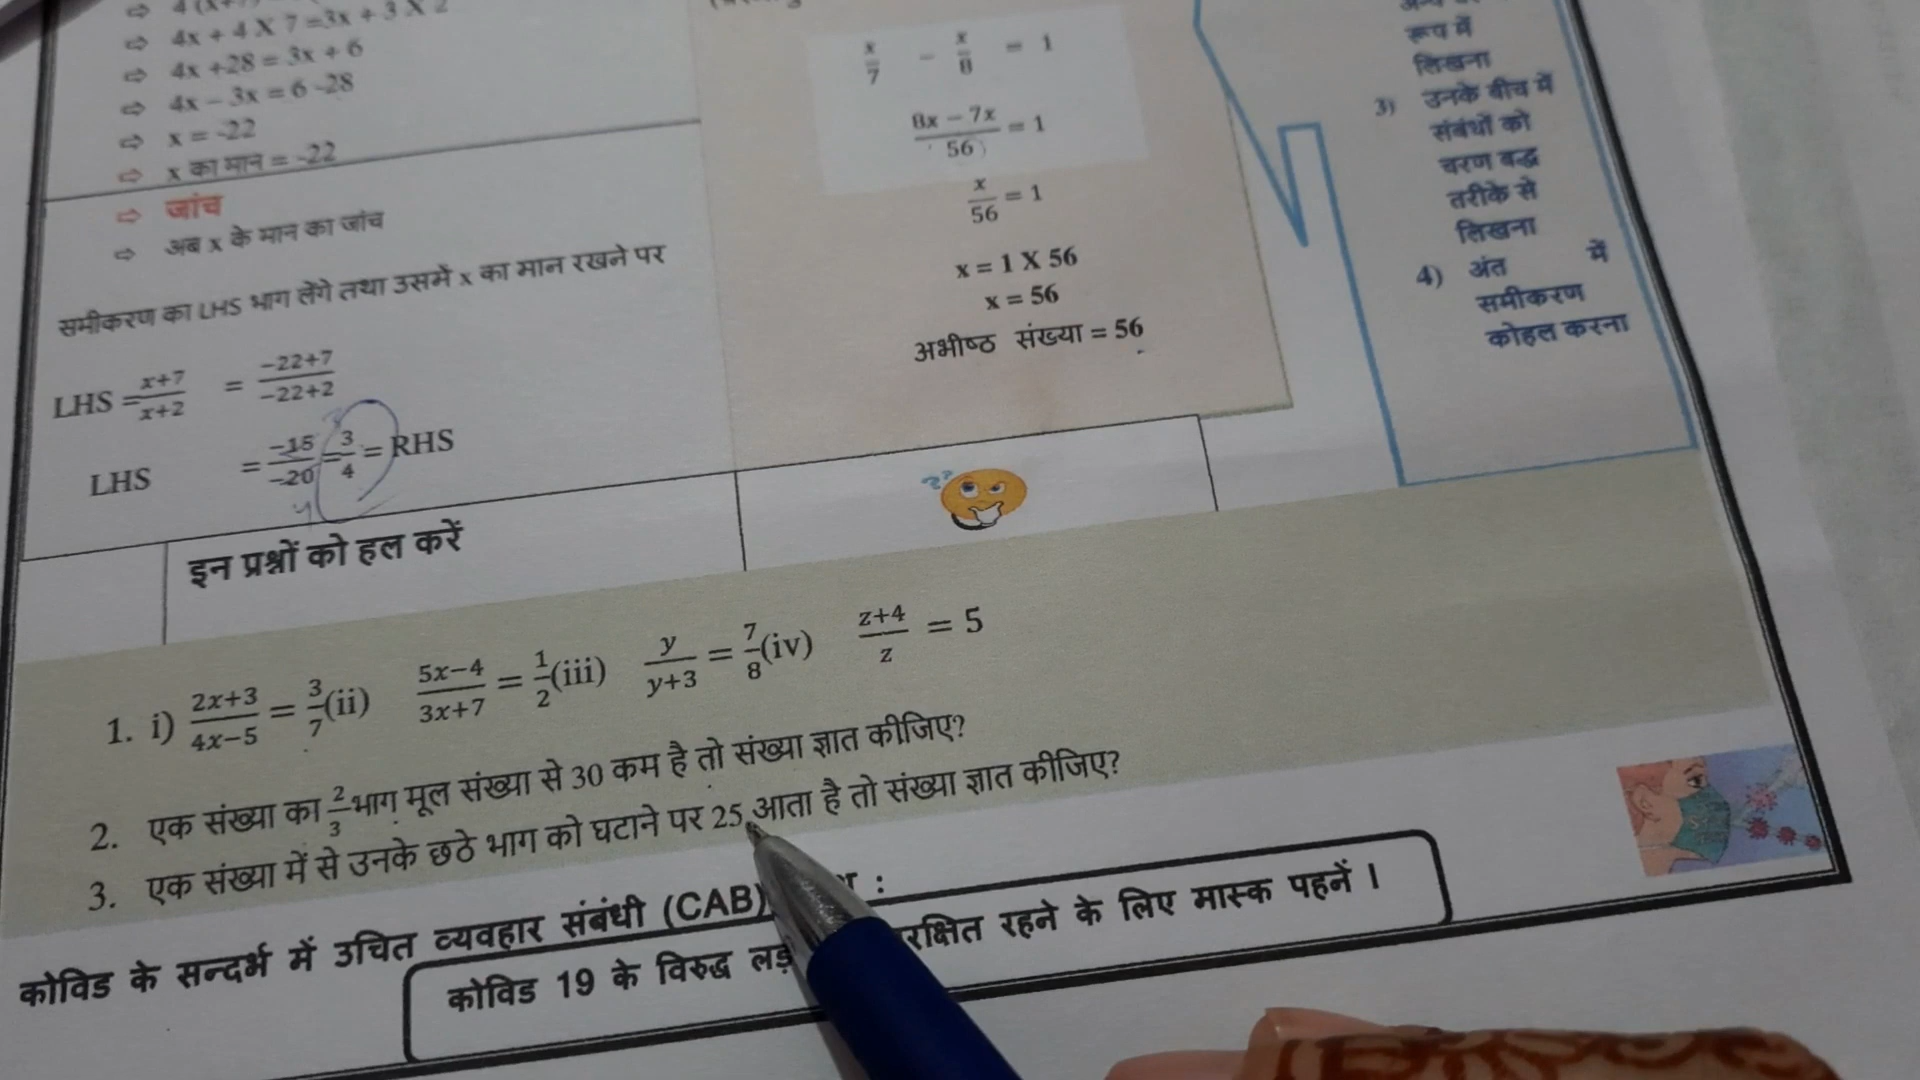 ⇨ 4x + 4 X 7 = 3x + 3 X 2
⇨ 4x +28 = 3x + 6
⇨ 4x – 3x = 6 -28
⇨ x = -22
⇨ x का मान = -22
⇨ जांच
⇨ अब x के मान का जांच
समीकरण का LHS भाग लेंगे तथा उसमें x का मान रखने पर
LHS = x+7/x+2 = −22+7/−22+2
LHS = −15/−20 = 3/4 = RHS
x/7 − x/8 = 1
8x − 7x/56 = 1
x/56 = 1
x = 1 X 56
x = 56
अभीष्ठ संख्या = 56
रूप में
लिखना
3) उनके बीच में
संबंधों को
चरण बद्ध
तरीके से
लिखना
4) अंत में
समीकरण
कोहल करना
इन प्रश्नों को हल करें
1. i) 2x+3/4x−5 = 3/7 (ii) 5x−4/3x+7 = 1/2 (iii) y/y+3 = 7/8 (iv) z+4/z = 5
2. एक संख्या का 2/3 भाग मूल संख्या से 30 कम है तो संख्या ज्ञात कीजिए?
3. एक संख्या में से उनके छठे भाग को घटाने पर 25 आता है तो संख्या ज्ञात कीजिए?
कोविड के सन्दर्भ में उचित व्यवहार संबंधी (CAB) :
कोविड 19 के विरुद्ध रहने के लिए मास्क पहनें ।